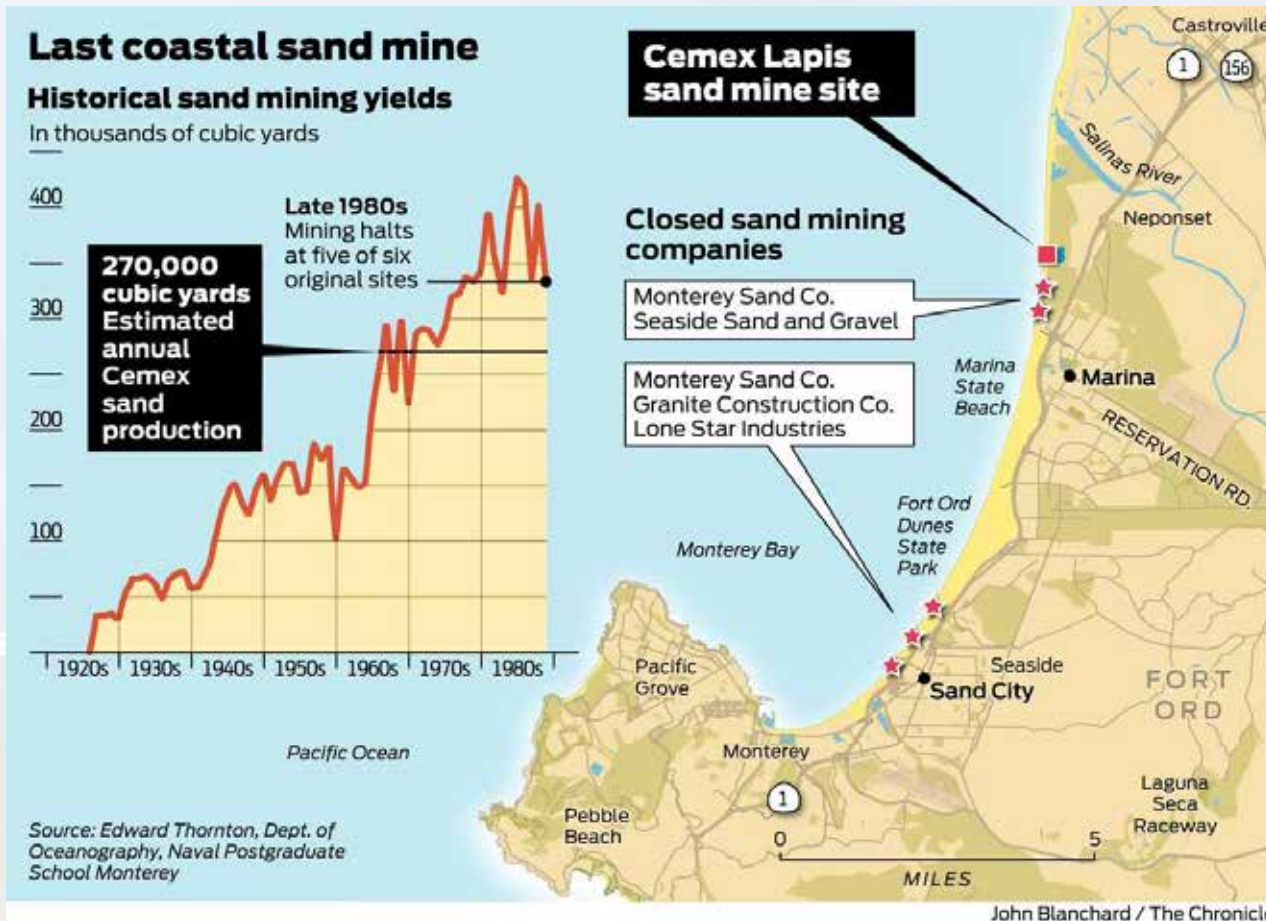 Last coastal sand mine
Historical sand mining yields
In thousands of cubic yards
400
300
200
100
270,000
cubic yards
Estimated
annual
Cemex
sand
production
Late 1980s
Mining halts
at five of six
original sites
1920s
1930s
1940s
1950s
1960s
1970s
1980s
Pacific Ocean
Source: Edward Thornton, Dept. of
Oceanography, Naval Postgraduate
School Monterey
Cemex Lapis
sand mine site
Closed sand mining
companies
Monterey Sand Co.
Seaside Sand and Gravel
Monterey Sand Co.
Granite Construction Co.
Lone Star Industries
Castroville
1
156
Salinas River
Neponset
Marina
State
Beach
Marina
RESERVATION RD.
Fort Ord
Dunes
State
Park
Monterey Bay
Pacific
Grove
Seaside
Sand City
FORT
ORD
Monterey
1
Pebble
Beach
Laguna
Seca
Raceway
0
5
MILES
John Blanchard / The Chronicle